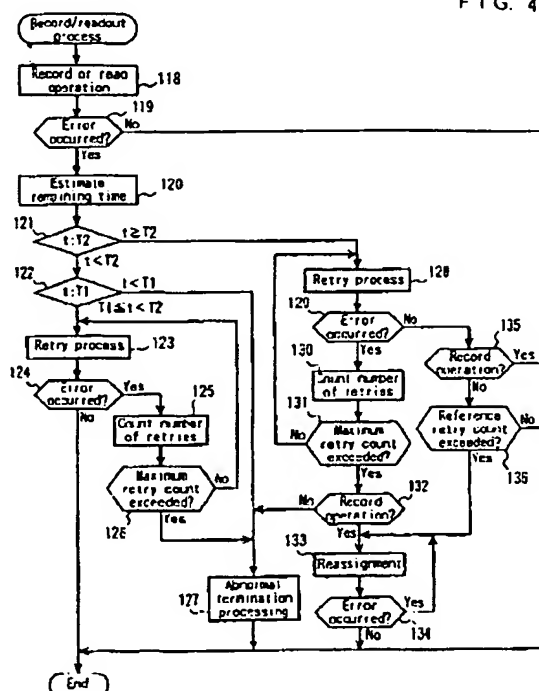 FIG. 4
Record/readout
process
Record or read
operation
118
119
Error
occurred?
No
Yes
Estimate
remaining time
120
121
t:T2
t≥T2
t<T2
122
t:T1
t<T1
T1≤t<T2
Retry process
123
124
Error
occurred?
Yes
No
125
Count number
of retries
Maximum
retry count
exceeded?
No
126
Yes
Retry process
128
129
Error
occurred?
No
Yes
130
Count number
of retries
131
Maximum
retry count
exceeded?
No
Yes
135
Record
operation?
Yes
No
Reference
retry count
exceeded?
No
Yes
136
Record
operation?
132
No
Yes
133
Reassignment
Error
occurred?
Yes
134
No
Abnormal
termination
processing
127
End